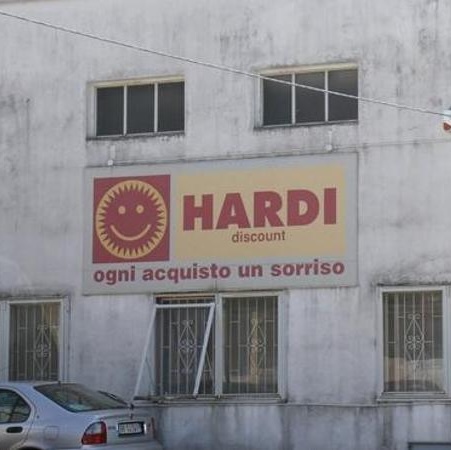 HARDI
discount
ogni acquisto un sorriso